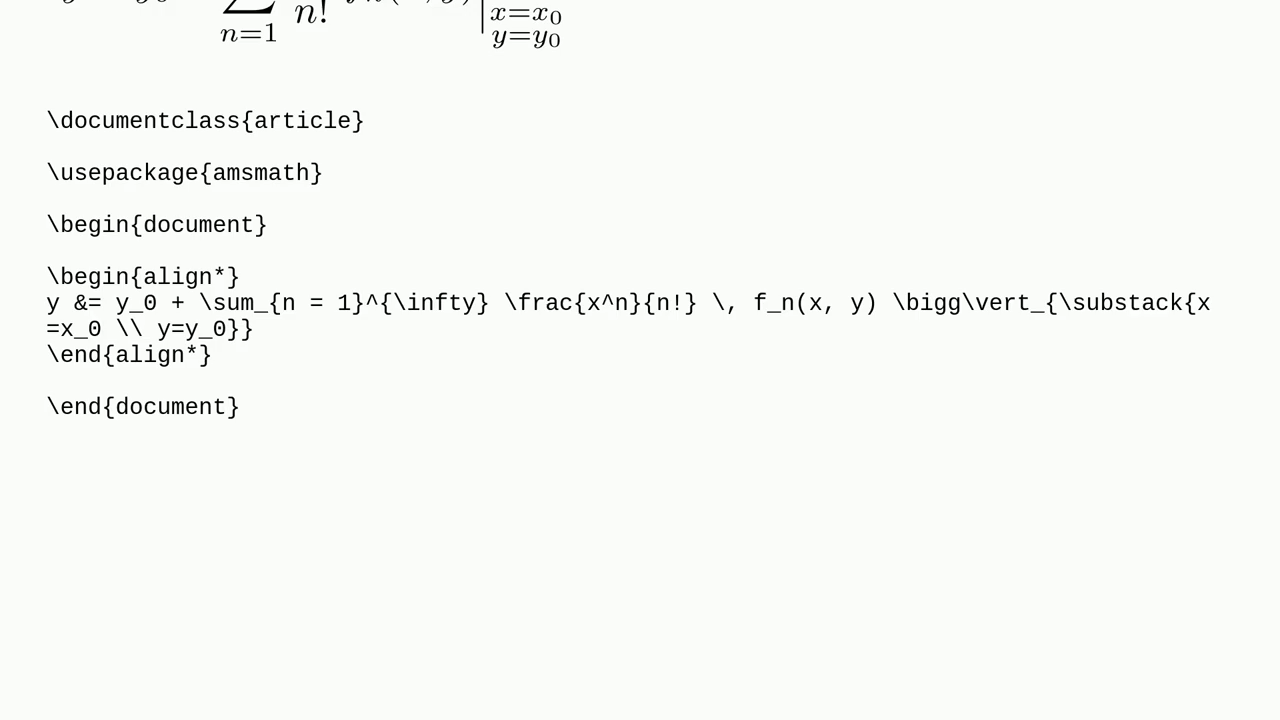 n=1 n! x=x₀
y=y₀
\documentclass{article}
\usepackage{amsmath}
\begin{document}
\begin{align*}
y &= y_0 + \sum_{n = 1}^{\infty} \frac{x^n}{n!} \, f_n(x, y) \bigg\vert_{\substack{x
=x_0 \\ y=y_0}}
\end{align*}
\end{document}